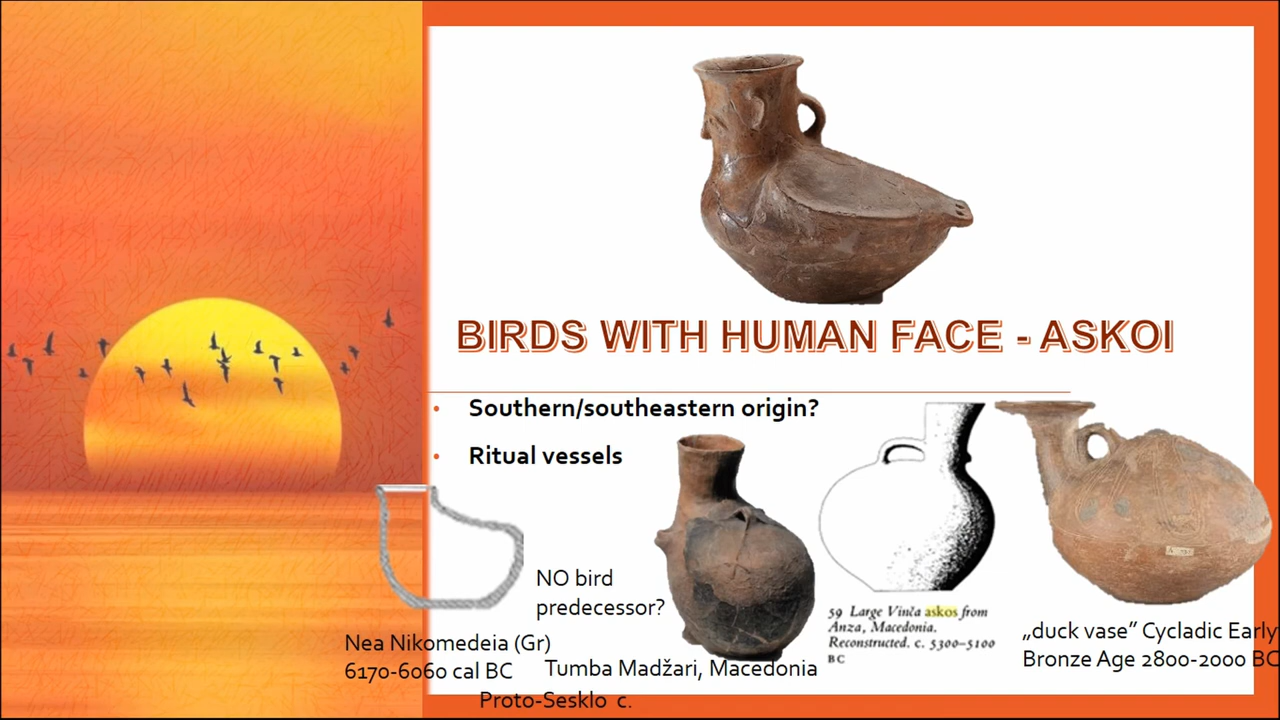 BIRDS WITH HUMAN FACE - ASKOI
• Southern/southeastern origin?
• Ritual vessels
NO bird
predecessor?
Nea Nikomedeia (Gr)
6170-6060 cal BC
Tumba Madžari, Macedonia
Proto-Sesklo c.
59 Large Vinča askos from
Anza, Macedonia.
Reconstructed. c. 5300–5100
BC
„duck vase” Cycladic Early
Bronze Age 2800-2000 BC